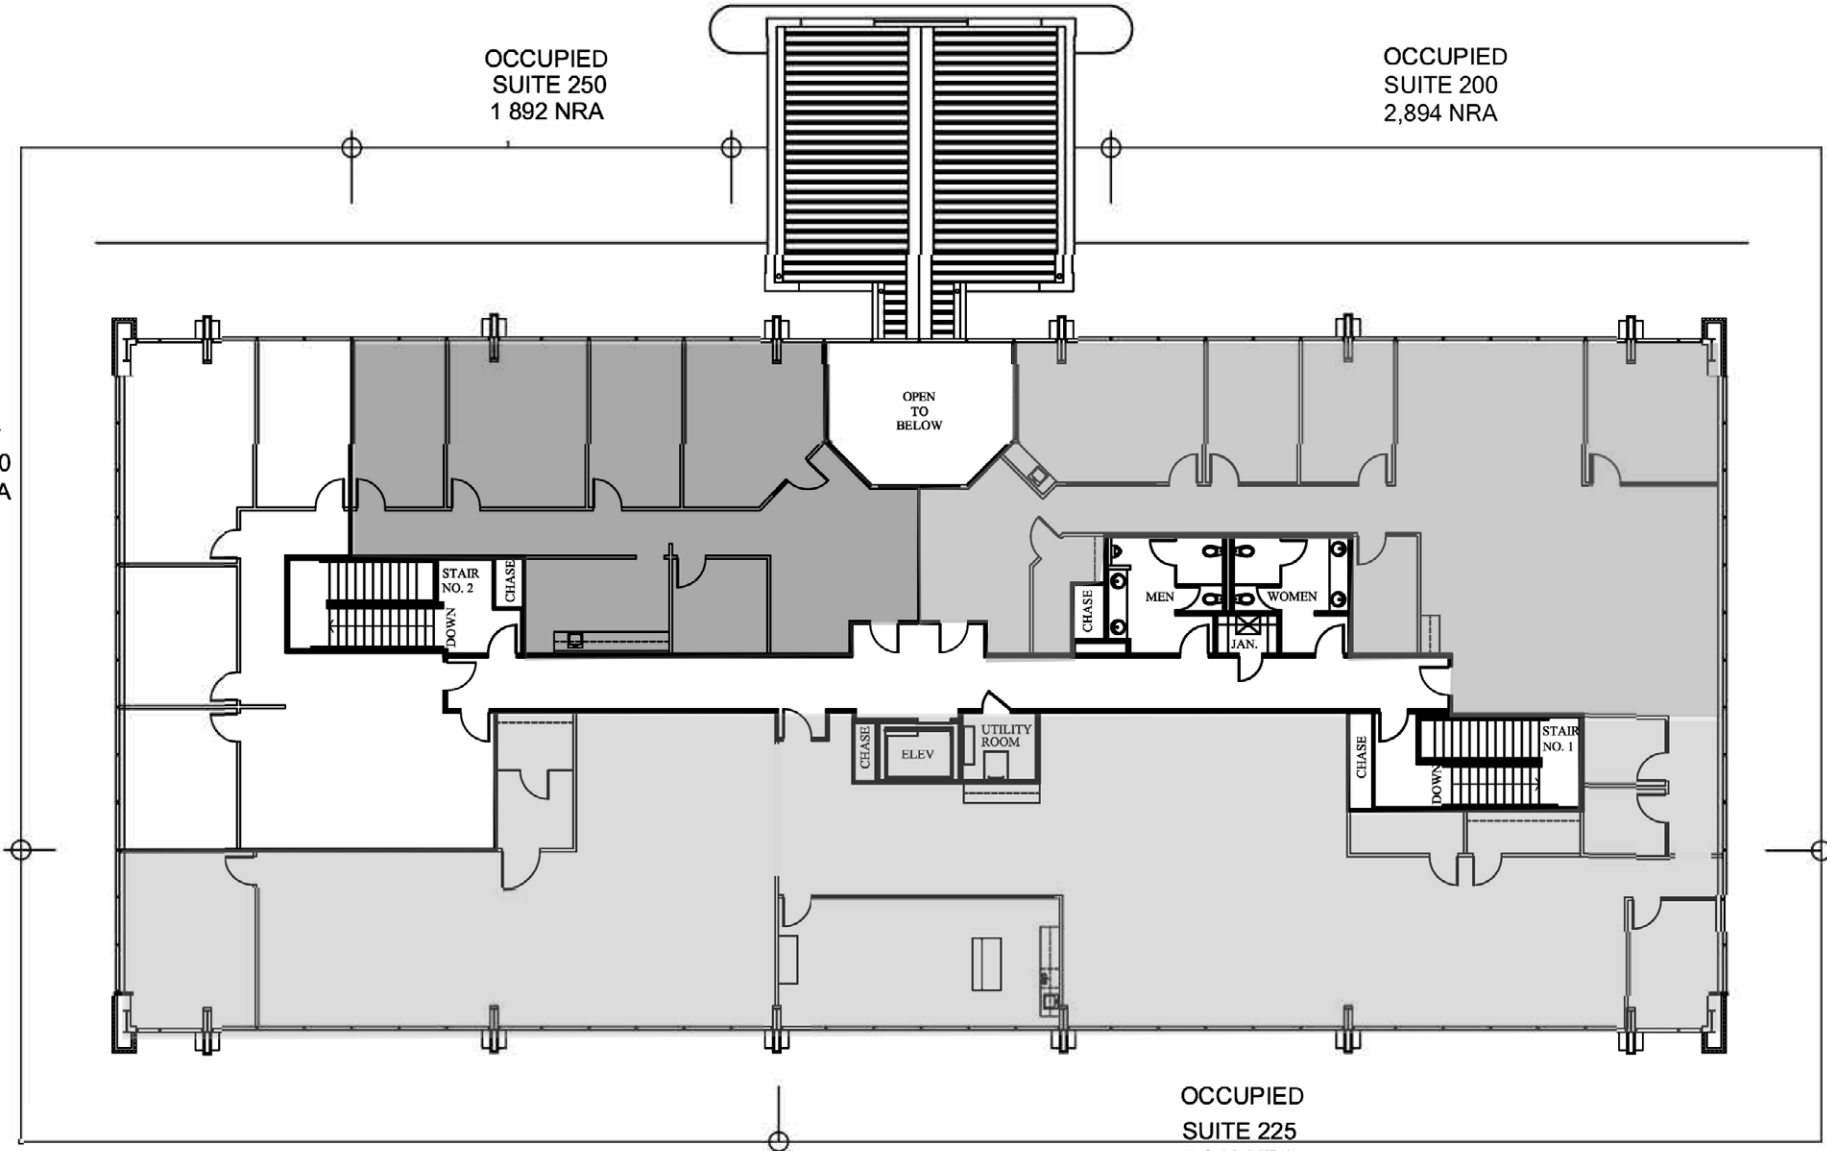 OCCUPIED
SUITE 250
1 892 NRA
OCCUPIED
SUITE 200
2,894 NRA
OPEN
TO
BELOW
STAIR
NO. 2
DOWN
CHASE
CHASE
MEN
WOMEN
JAN.
CHASE
ELEV
UTILITY
ROOM
CHASE
STAIR
NO. 1
DOWN
OCCUPIED
SUITE 225